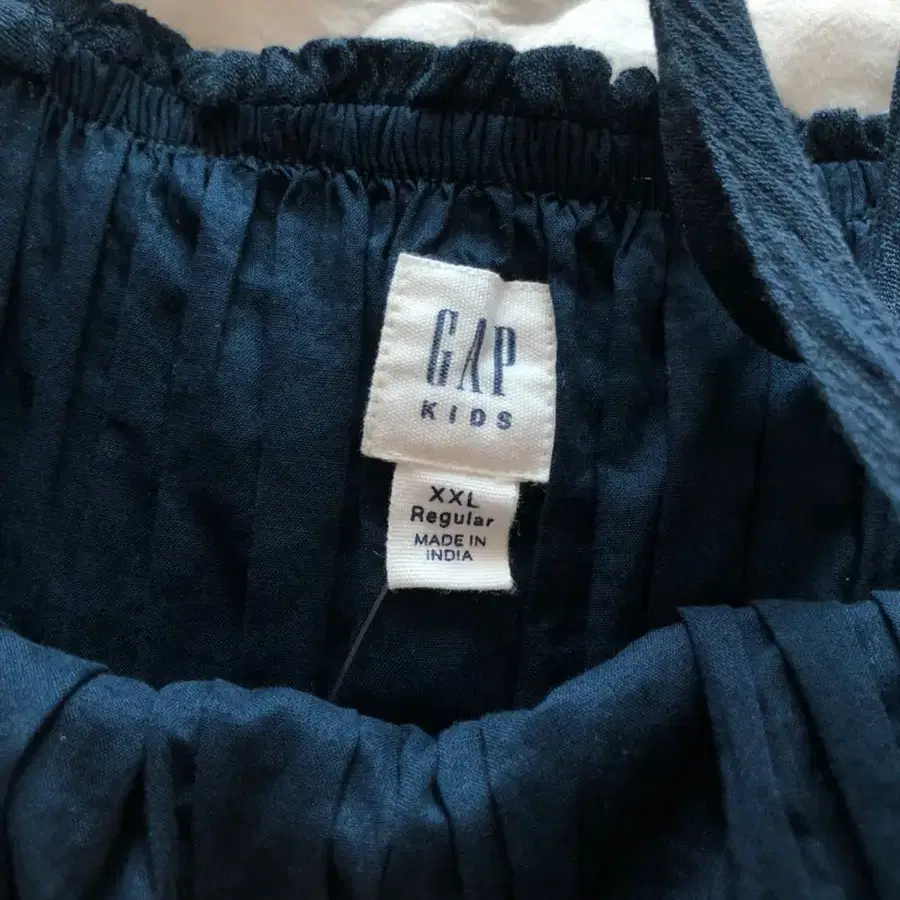 GAP
KIDS
XXL
Regular
MADE IN
INDIA